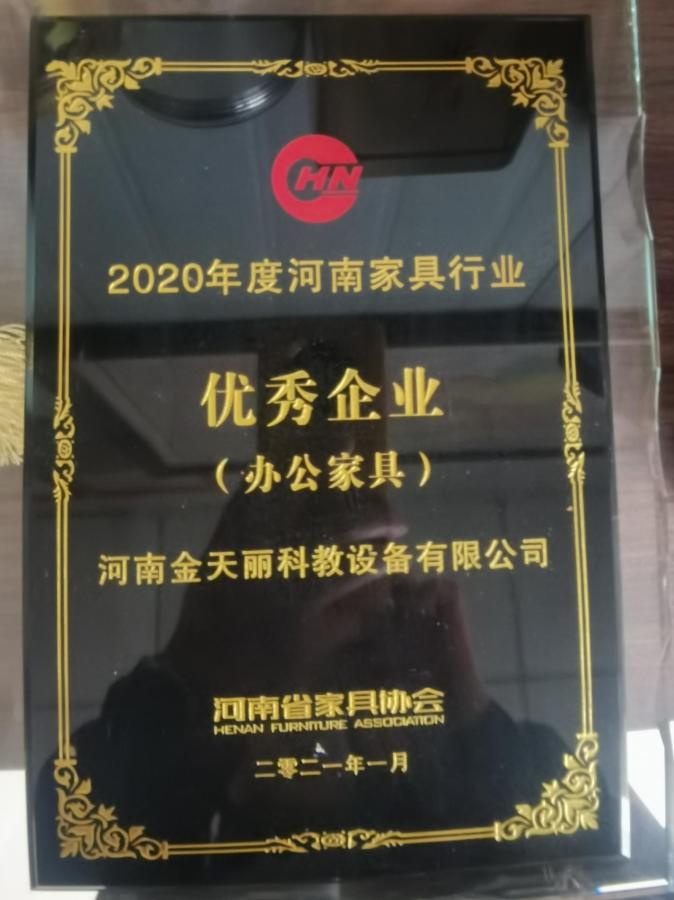 HN
2020年度河南家具行业
优秀企业
（办公家具）
河南金天丽科教设备有限公司
河南省家具协会
HENAN FURNITURE ASSOCIATION
二零二一年一月